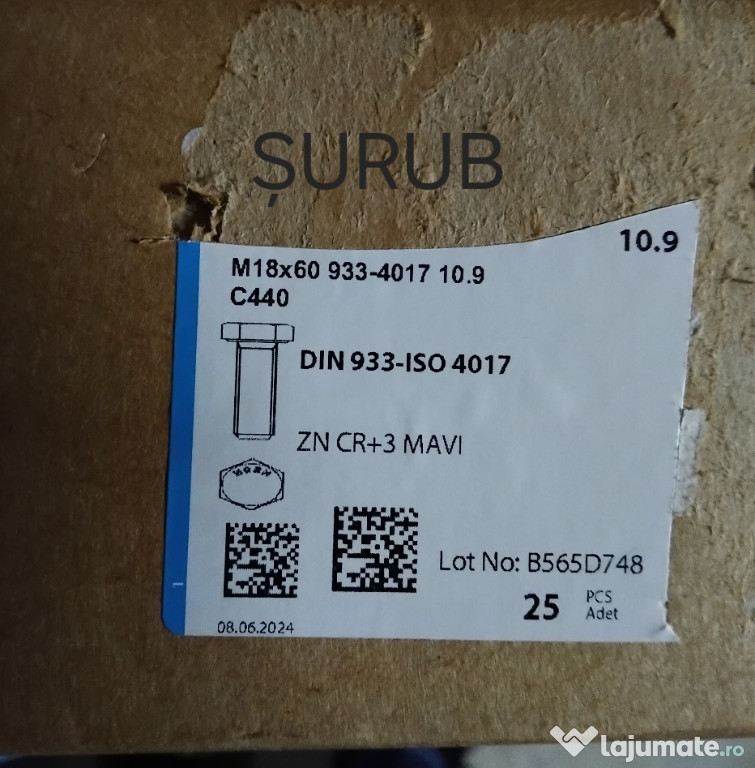 ȘURUB
10.9
M18x60 933-4017 10.9
C440
DIN 933-ISO 4017
ZN CR+3 MAVI
Lot No: B565D748
25 PCS
Adet
08.06.2024
lajumate.ro